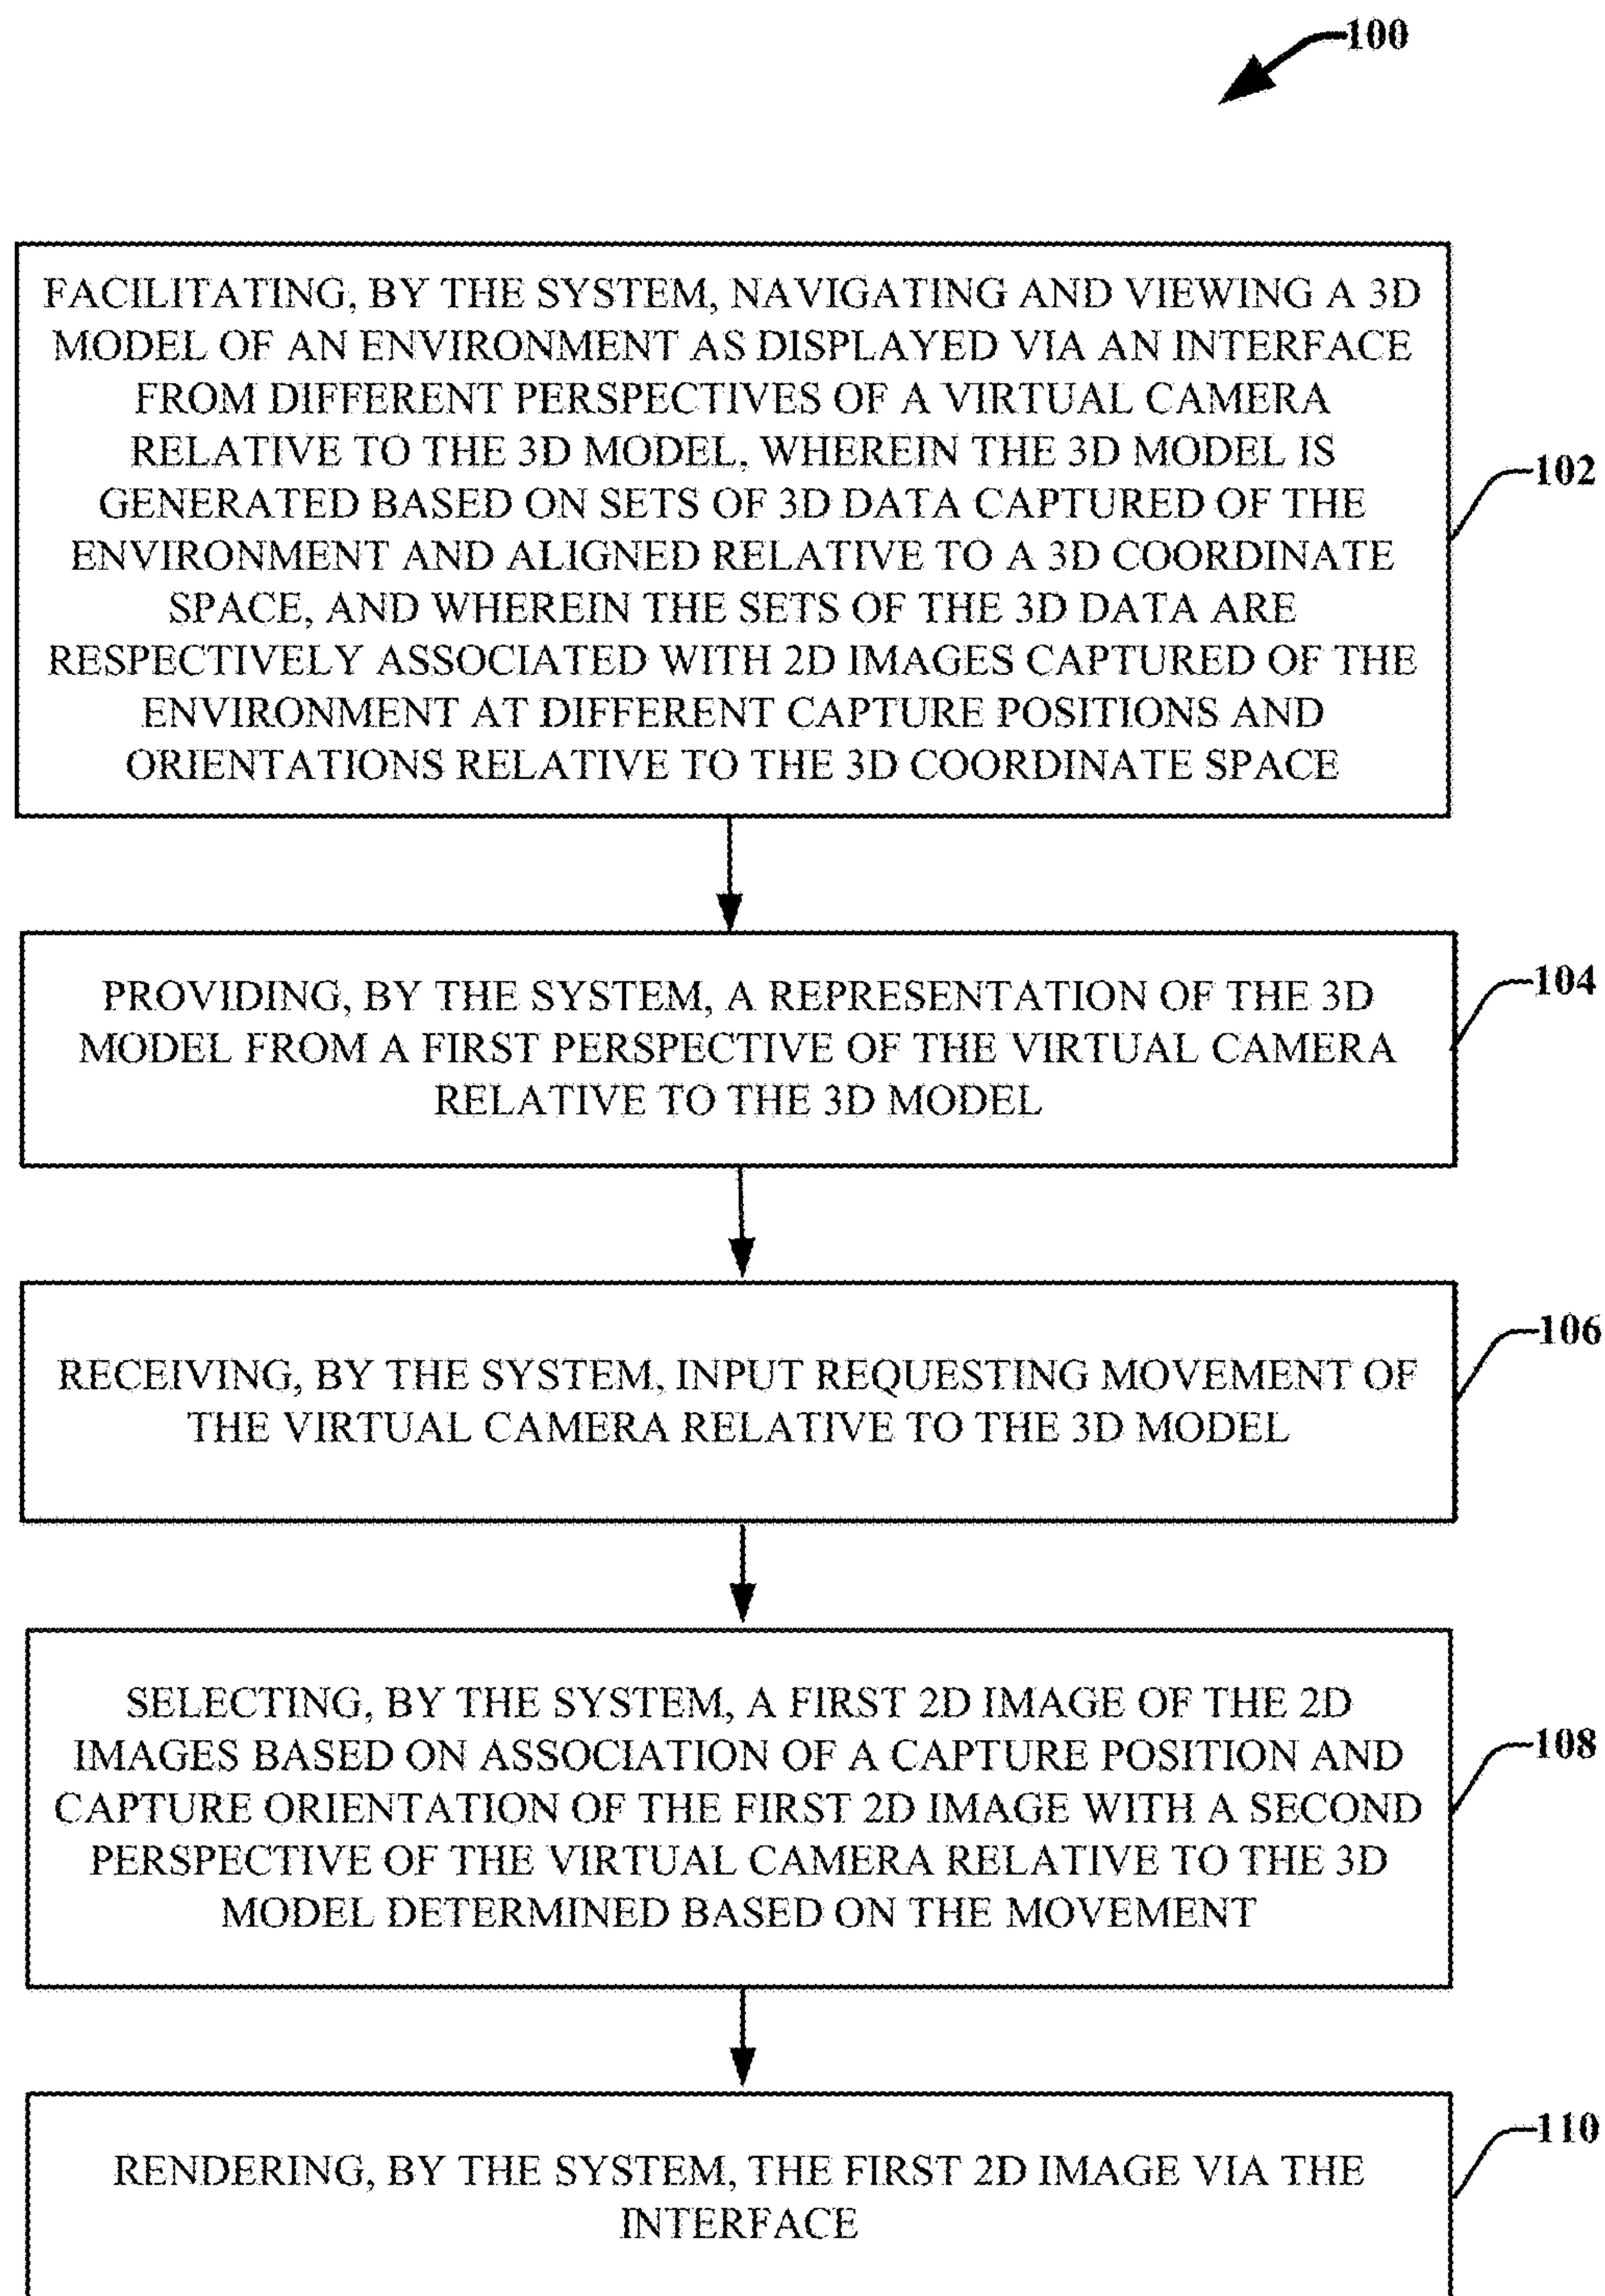 100
FACILITATING, BY THE SYSTEM, NAVIGATING AND VIEWING A 3D
MODEL OF AN ENVIRONMENT AS DISPLAYED VIA AN INTERFACE
FROM DIFFERENT PERSPECTIVES OF A VIRTUAL CAMERA
RELATIVE TO THE 3D MODEL, WHEREIN THE 3D MODEL IS
GENERATED BASED ON SETS OF 3D DATA CAPTURED OF THE
ENVIRONMENT AND ALIGNED RELATIVE TO A 3D COORDINATE
SPACE, AND WHEREIN THE SETS OF THE 3D DATA ARE
RESPECTIVELY ASSOCIATED WITH 2D IMAGES CAPTURED OF THE
ENVIRONMENT AT DIFFERENT CAPTURE POSITIONS AND
ORIENTATIONS RELATIVE TO THE 3D COORDINATE SPACE
102
PROVIDING, BY THE SYSTEM, A REPRESENTATION OF THE 3D
MODEL FROM A FIRST PERSPECTIVE OF THE VIRTUAL CAMERA
RELATIVE TO THE 3D MODEL
104
RECEIVING, BY THE SYSTEM, INPUT REQUESTING MOVEMENT OF
THE VIRTUAL CAMERA RELATIVE TO THE 3D MODEL
106
SELECTING, BY THE SYSTEM, A FIRST 2D IMAGE OF THE 2D
IMAGES BASED ON ASSOCIATION OF A CAPTURE POSITION AND
CAPTURE ORIENTATION OF THE FIRST 2D IMAGE WITH A SECOND
PERSPECTIVE OF THE VIRTUAL CAMERA RELATIVE TO THE 3D
MODEL DETERMINED BASED ON THE MOVEMENT
108
RENDERING, BY THE SYSTEM, THE FIRST 2D IMAGE VIA THE
INTERFACE
110